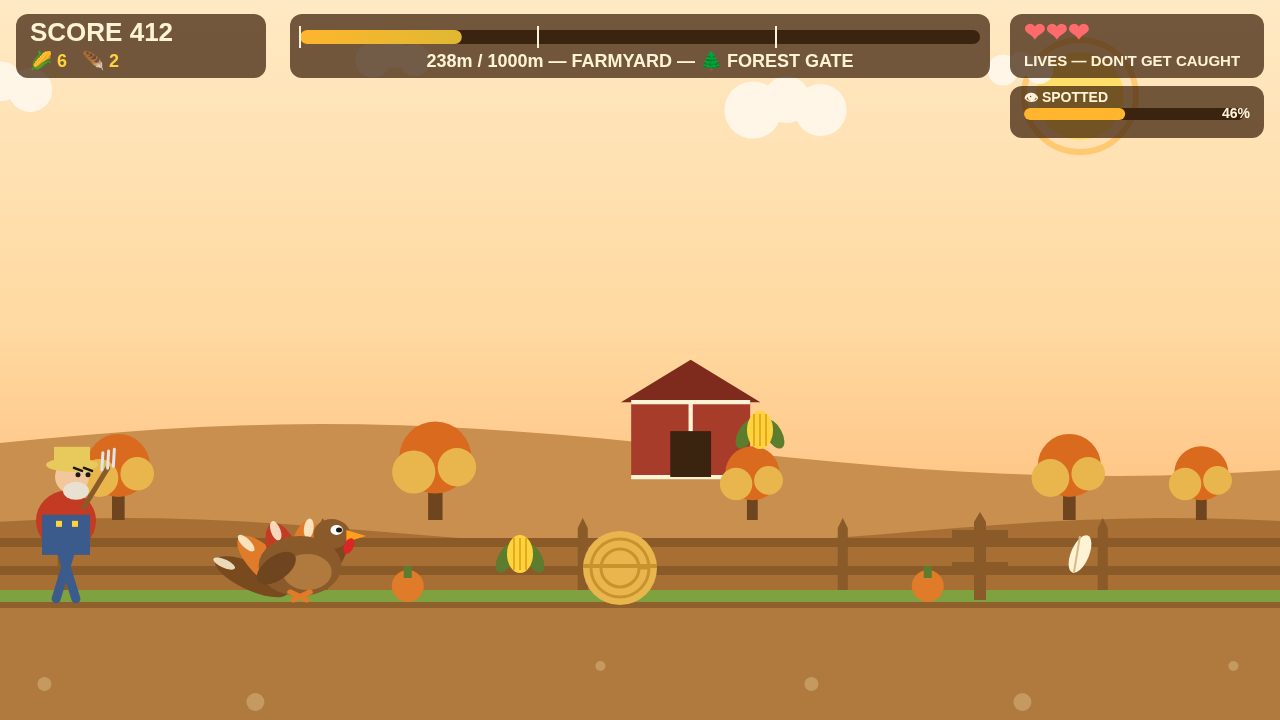 SCORE 412
🌽 6 🪶 2
238m / 1000m — FARMYARD — 🌲 FOREST GATE
❤❤❤
LIVES — DON'T GET CAUGHT
👁 SPOTTED
46%